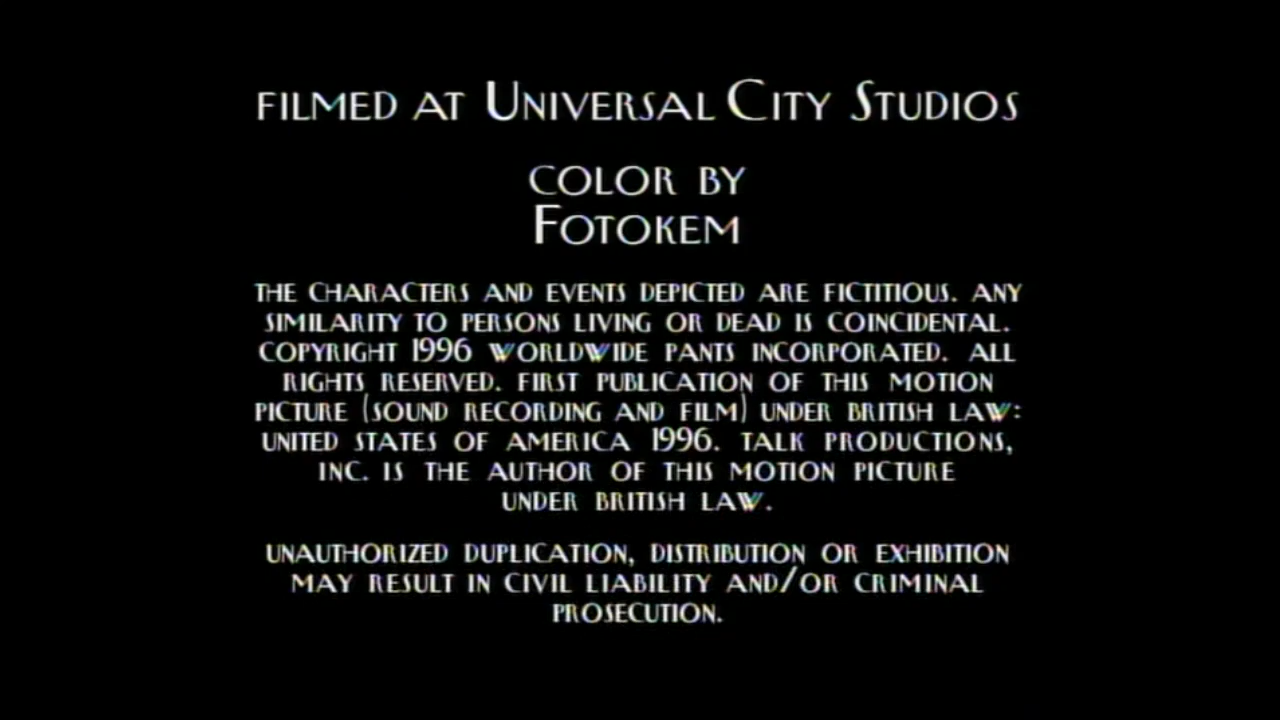 FILMED AT UNIVERSAL CITY STUDIOS
COLOR BY
FOTOKEM
THE CHARACTERS AND EVENTS DEPICTED ARE FICTITIOUS. ANY
SIMILARITY TO PERSONS LIVING OR DEAD IS COINCIDENTAL.
COPYRIGHT 1996 WORLDWIDE PANTS INCORPORATED. ALL
RIGHTS RESERVED. FIRST PUBLICATION OF THIS MOTION
PICTURE (SOUND RECORDING AND FILM) UNDER BRITISH LAW:
UNITED STATES OF AMERICA 1996. TALK PRODUCTIONS,
INC. IS THE AUTHOR OF THIS MOTION PICTURE
UNDER BRITISH LAW.
UNAUTHORIZED DUPLICATION, DISTRIBUTION OR EXHIBITION
MAY RESULT IN CIVIL LIABILITY AND/OR CRIMINAL
PROSECUTION.